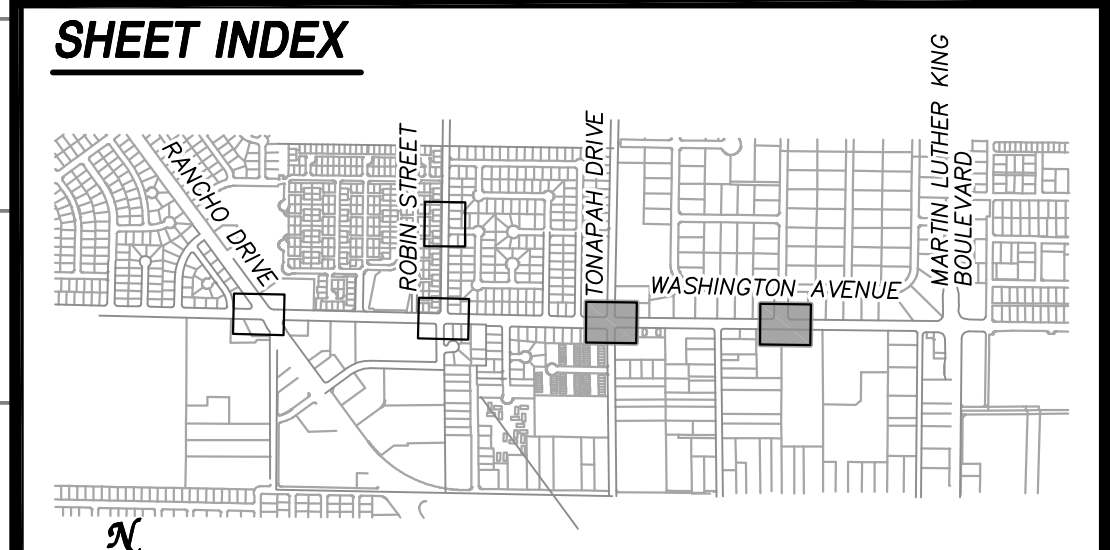 SHEET INDEX
RANCHO DRIVE
ROBIN STREET
TONAPAH DRIVE
WASHINGTON AVENUE
MARTIN LUTHER KING
BOULEVARD
N